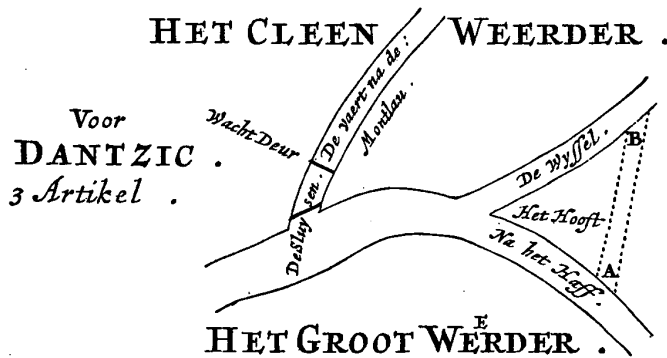 HET CLEEN WEERDER .
Voor
DANTZIC .
3 Artikel .
Wacht Deur
De vaert na de :
Montlau .
De Sluysen .
De Wyssel .
B
Het Hooft
Na het Haff .
A
HET GROOT WEERDER .